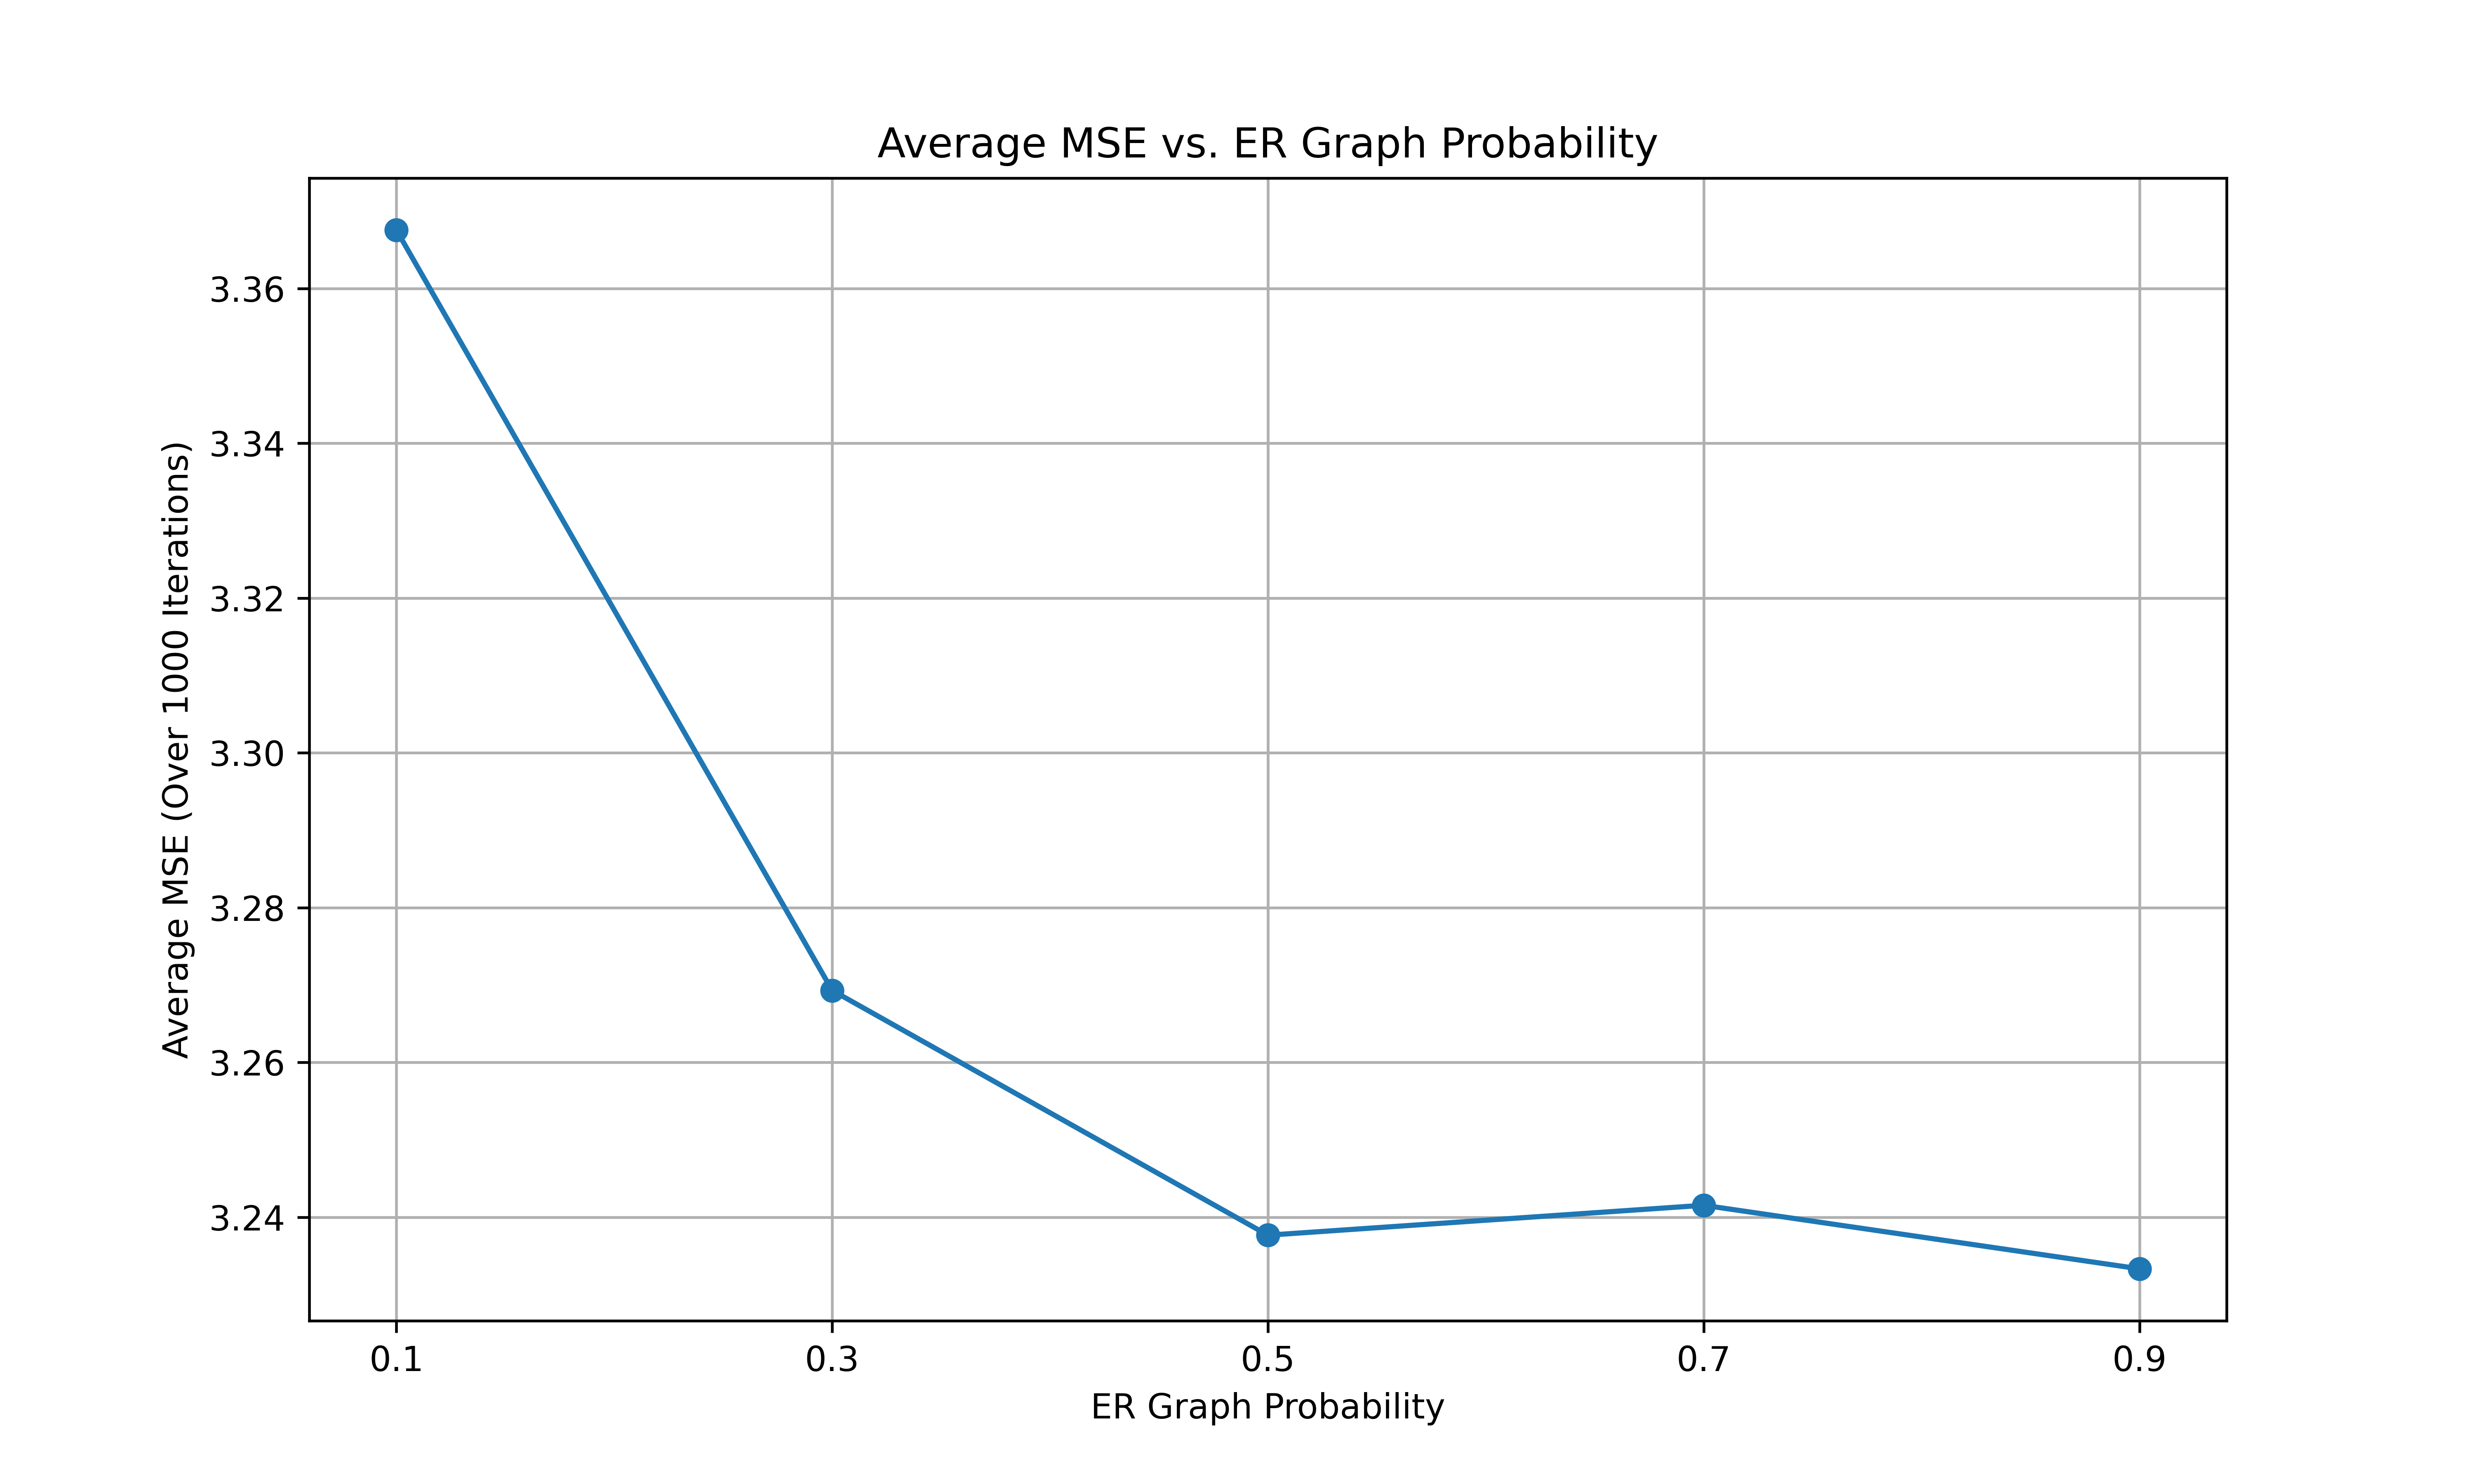 Average MSE vs. ER Graph Probability
Average MSE (Over 1000 Iterations)
3.36
3.34
3.32
3.30
3.28
3.26
3.24
0.1 0.3 0.5 0.7 0.9
ER Graph Probability